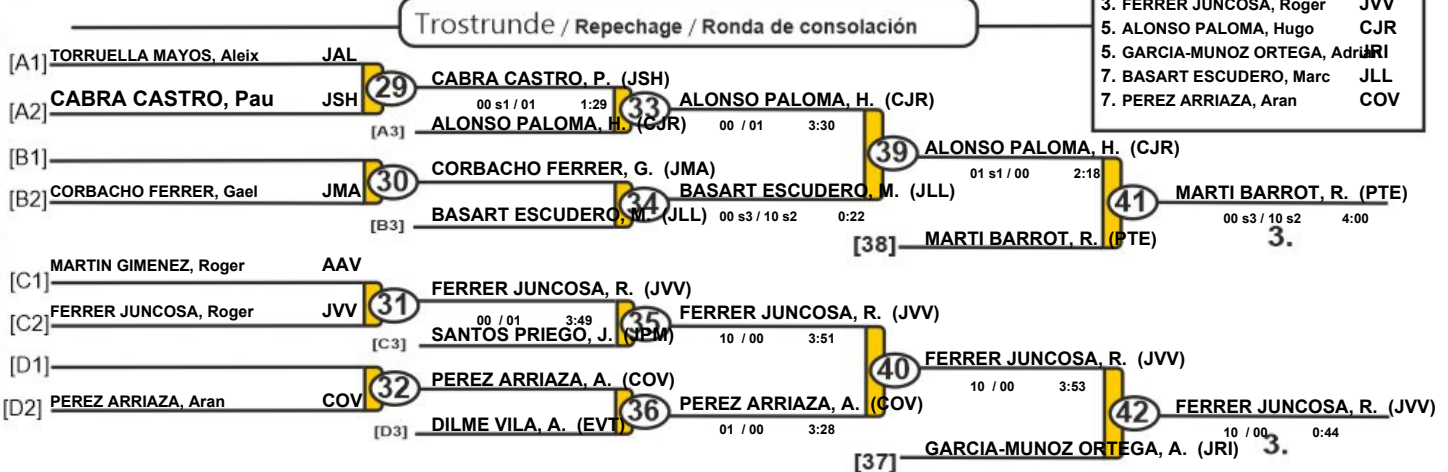 3. FERRER JUNCOSA, Roger JVV
5. ALONSO PALOMA, Hugo CJR
5. GARCIA-MUNOZ ORTEGA, Adrian JRI
7. BASART ESCUDERO, Marc JLL
7. PEREZ ARRIAZA, Aran COV
Trostrunde / Repechage / Ronda de consolación
[A1] TORRUELLA MAYOS, Aleix JAL
[A2] CABRA CASTRO, Pau JSH
29
CABRA CASTRO, P. (JSH)
00 s1 / 01 1:29
[A3] ALONSO PALOMA, H. (CJR)
33
ALONSO PALOMA, H. (CJR)
00 / 01 3:30
[B1]
[B2] CORBACHO FERRER, Gael JMA
30
CORBACHO FERRER, G. (JMA)
[B3] BASART ESCUDERO, M. (JLL)
34
BASART ESCUDERO, M. (JLL)
00 s3 / 10 s2 0:22
39
ALONSO PALOMA, H. (CJR)
01 s1 / 00 2:18
[38] MARTI BARROT, R. (PTE)
41
MARTI BARROT, R. (PTE)
00 s3 / 10 s2 4:00
3.
[C1] MARTIN GIMENEZ, Roger AAV
[C2] FERRER JUNCOSA, Roger JVV
31
FERRER JUNCOSA, R. (JVV)
00 / 01 3:49
[C3] SANTOS PRIEGO, J. (JPM)
35
FERRER JUNCOSA, R. (JVV)
10 / 00 3:51
[D1]
[D2] PEREZ ARRIAZA, Aran COV
32
PEREZ ARRIAZA, A. (COV)
[D3] DILME VILA, A. (EVT)
36
PEREZ ARRIAZA, A. (COV)
01 / 00 3:28
40
FERRER JUNCOSA, R. (JVV)
10 / 00 3:53
[37] GARCIA-MUNOZ ORTEGA, A. (JRI)
42
FERRER JUNCOSA, R. (JVV)
10 / 00 0:44
3.